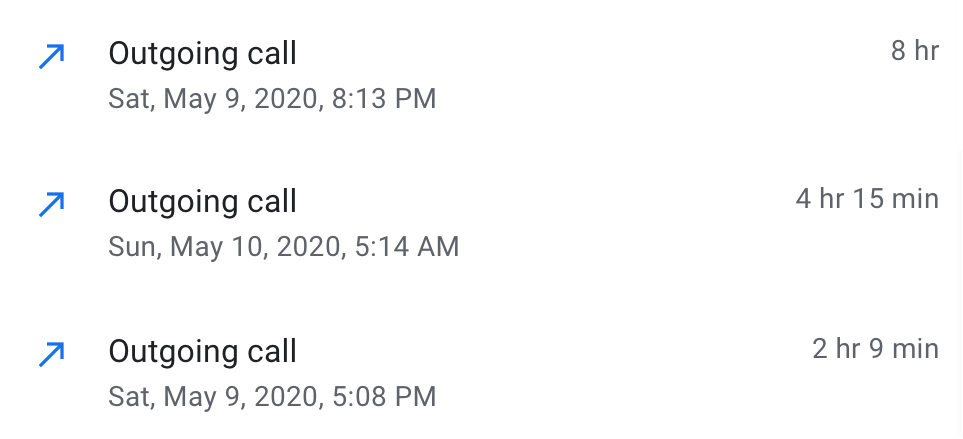 Outgoing call
8 hr
Sat, May 9, 2020, 8:13 PM
Outgoing call
4 hr 15 min
Sun, May 10, 2020, 5:14 AM
Outgoing call
2 hr 9 min
Sat, May 9, 2020, 5:08 PM